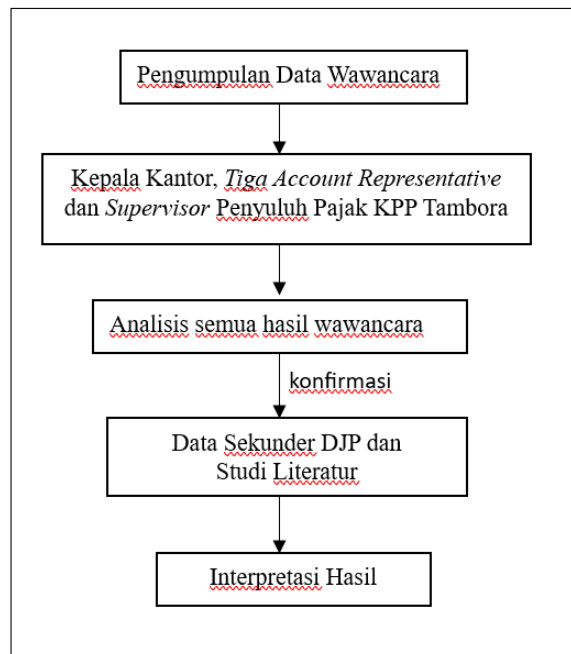 Pengumpulan Data Wawancara
Kepala Kantor, Tiga Account Representative
dan Supervisor Penyuluh Pajak KPP Tambora
Analisis semua hasil wawancara
konfirmasi
Data Sekunder DJP dan
Studi Literatur
Interpretasi Hasil